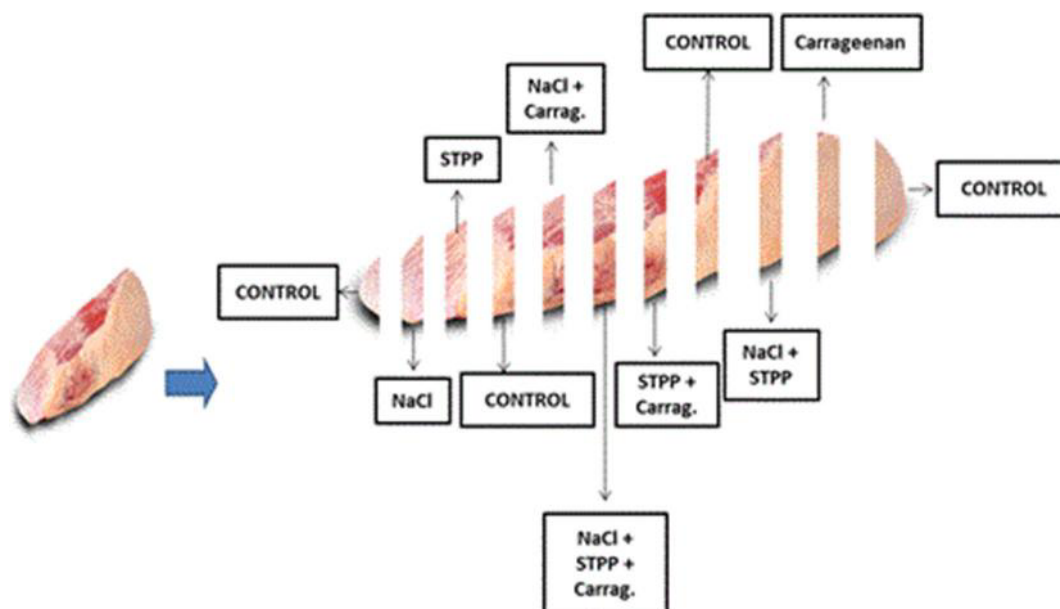 CONTROL
Carrageenan
NaCl +
Carrag.
STPP
CONTROL
CONTROL
NaCl
CONTROL
STPP +
Carrag.
NaCl +
STPP
NaCl +
STPP +
Carrag.